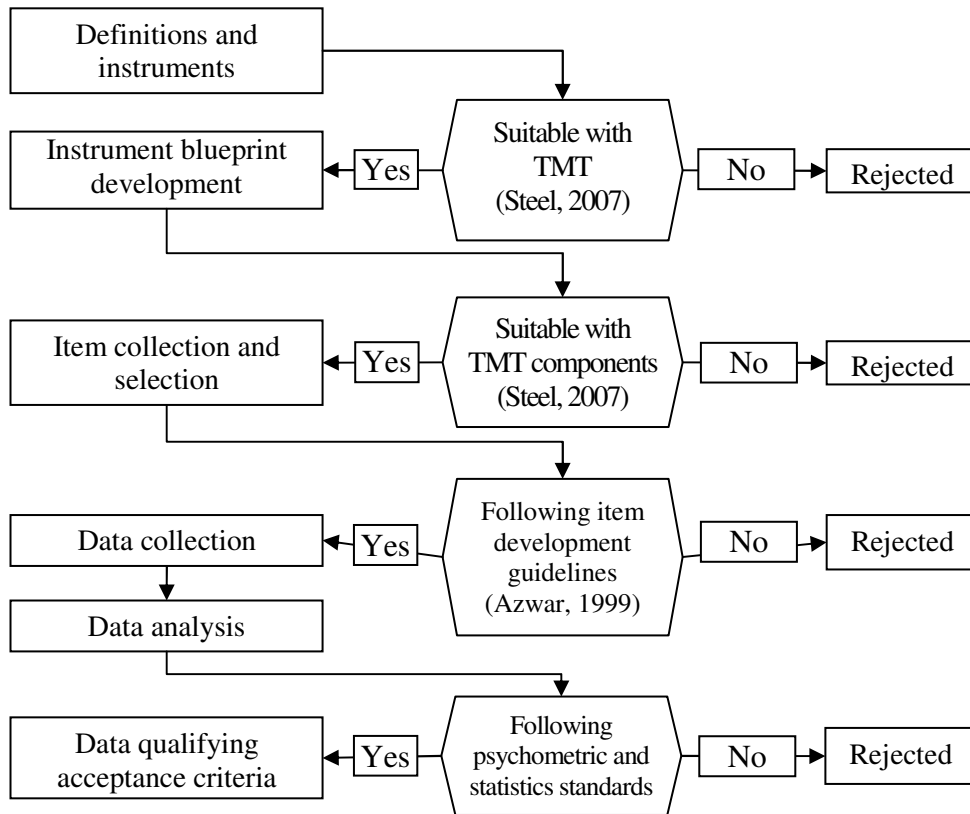 Definitions and
instruments
Suitable with
TMT
(Steel, 2007)
Instrument blueprint
development
Yes
No
Rejected
Suitable with
TMT components
(Steel, 2007)
Item collection and
selection
Yes
No
Rejected
Following item
development
guidelines
(Azwar, 1999)
Data collection
Yes
No
Rejected
Data analysis
Following
psychometric and
statistics standards
Data qualifying
acceptance criteria
Yes
No
Rejected